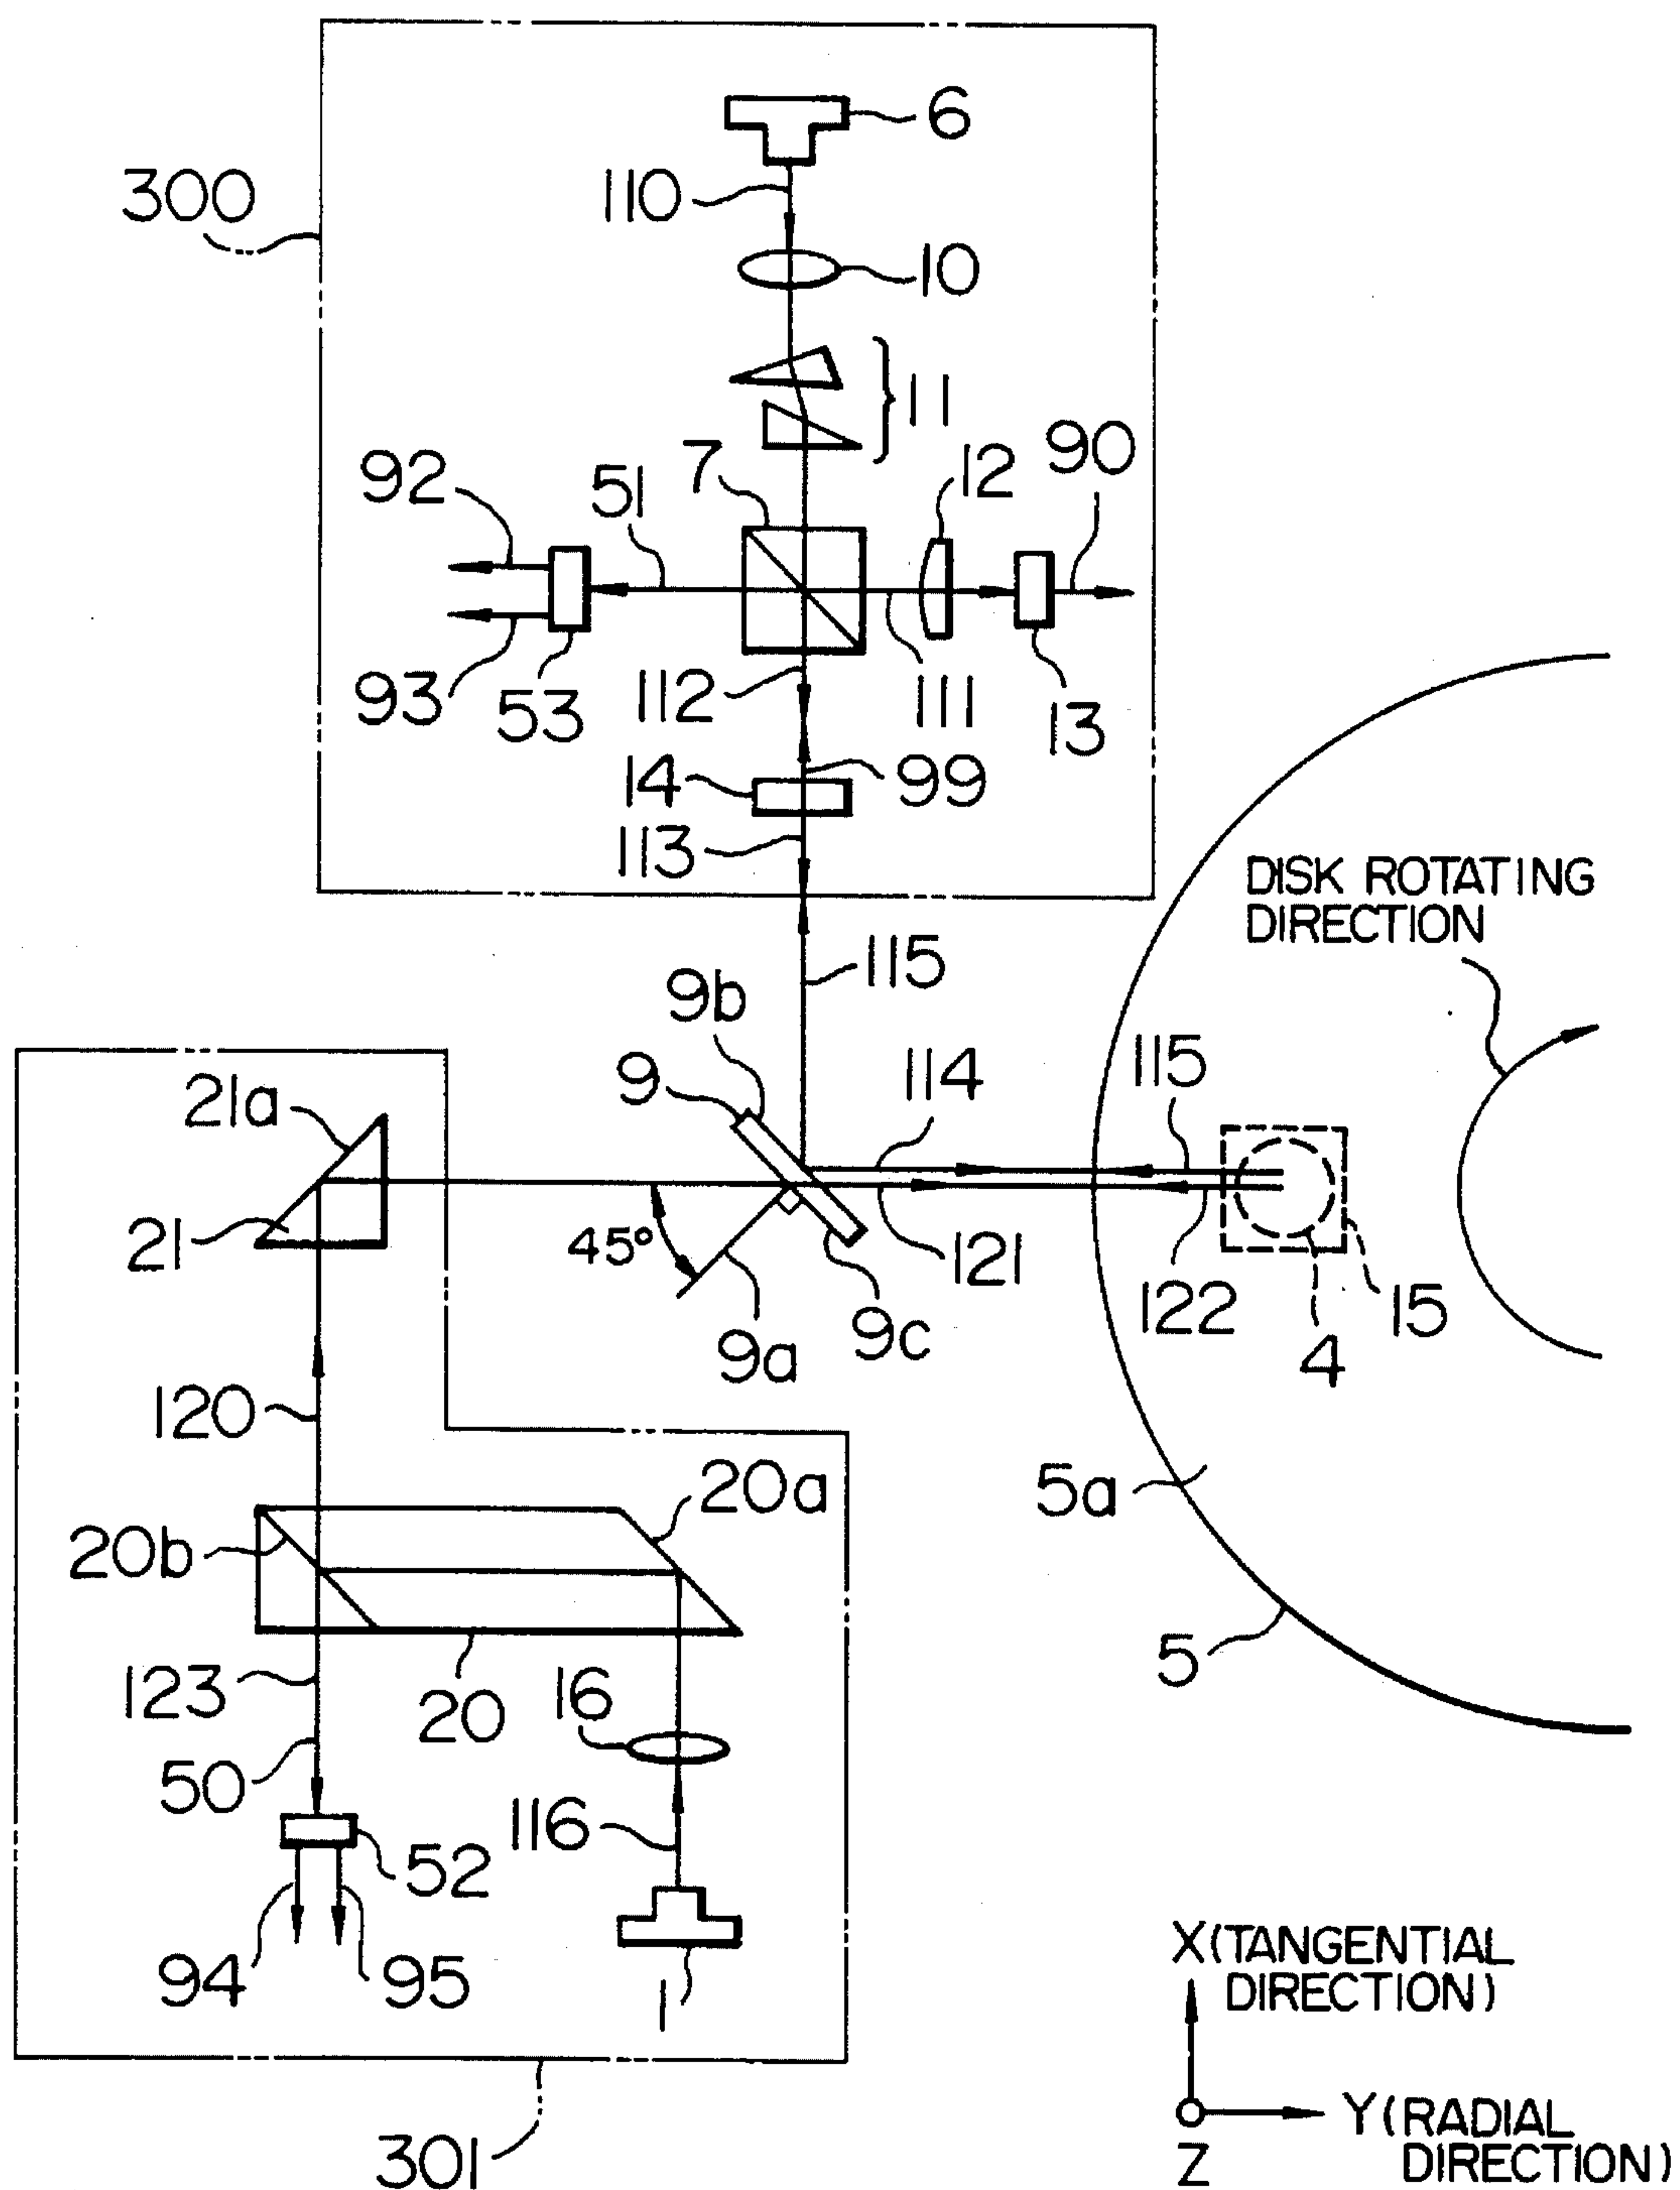 6
110
300
10
11
90
7
12
92
51
93
53
112
111
13
14
99
113
DISK ROTATING
DIRECTION
115
9b
21a
9
114
115
21
45°
121
122
15
9a
9c
4
120
20a
5a
20b
5
123
20
16
50
116
52
94
95
1
X(TANGENTIAL
DIRECTION)
Y(RADIAL
DIRECTION)
Z
301